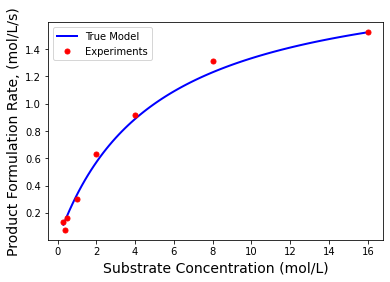 True Model
Experiments
Product Formulation Rate, (mol/L/s)
1.4
1.2
1.0
0.8
0.6
0.4
0.2
0 2 4 6 8 10 12 14 16
Substrate Concentration (mol/L)